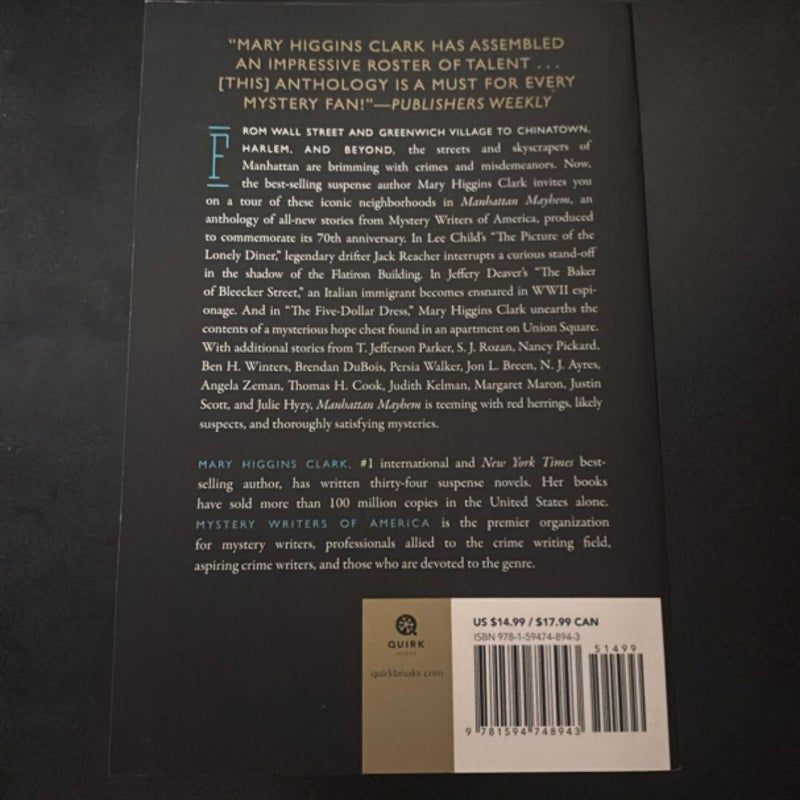 "MARY HIGGINS CLARK HAS ASSEMBLED
AN IMPRESSIVE ROSTER OF TALENT . . .
[THIS] ANTHOLOGY IS A MUST FOR EVERY
MYSTERY FAN!"—PUBLISHERS WEEKLY
FROM WALL STREET AND GREENWICH VILLAGE TO CHINATOWN,
HARLEM, AND BEYOND, the streets and skyscrapers of
Manhattan are brimming with crimes and misdemeanors. Now,
the best-selling suspense author Mary Higgins Clark invites you
on a tour of these iconic neighborhoods in Manhattan Mayhem, an
anthology of all-new stories from Mystery Writers of America, produced
to commemorate its 70th anniversary. In Lee Child's "The Picture of the
Lonely Diner," legendary drifter Jack Reacher interrupts a curious stand-off
in the shadow of the Flatiron Building. In Jeffery Deaver's "The Baker
of Bleecker Street," an Italian immigrant becomes ensnared in WWII espi-
onage. And in "The Five-Dollar Dress," Mary Higgins Clark unearths the
contents of a mysterious hope chest found in an apartment on Union Square.
With additional stories from T. Jefferson Parker, S. J. Rozan, Nancy Pickard,
Ben H. Winters, Brendan DuBois, Persia Walker, Jon L. Breen, N. J. Ayres,
Angela Zeman, Thomas H. Cook, Judith Kelman, Margaret Maron, Justin
Scott, and Julie Hyzy, Manhattan Mayhem is teeming with red herrings, likely
suspects, and thoroughly satisfying mysteries.
MARY HIGGINS CLARK, #1 international and New York Times best-
selling author, has written thirty-four suspense novels. Her books
have sold more than 100 million copies in the United States alone.
MYSTERY WRITERS OF AMERICA is the premier organization
for mystery writers, professionals allied to the crime writing field,
aspiring crime writers, and those who are devoted to the genre.
QUIRK
BOOKS
quirkbooks.com
US $14.99 / $17.99 CAN
ISBN 978-1-59474-894-3
51499
9 781594 748943